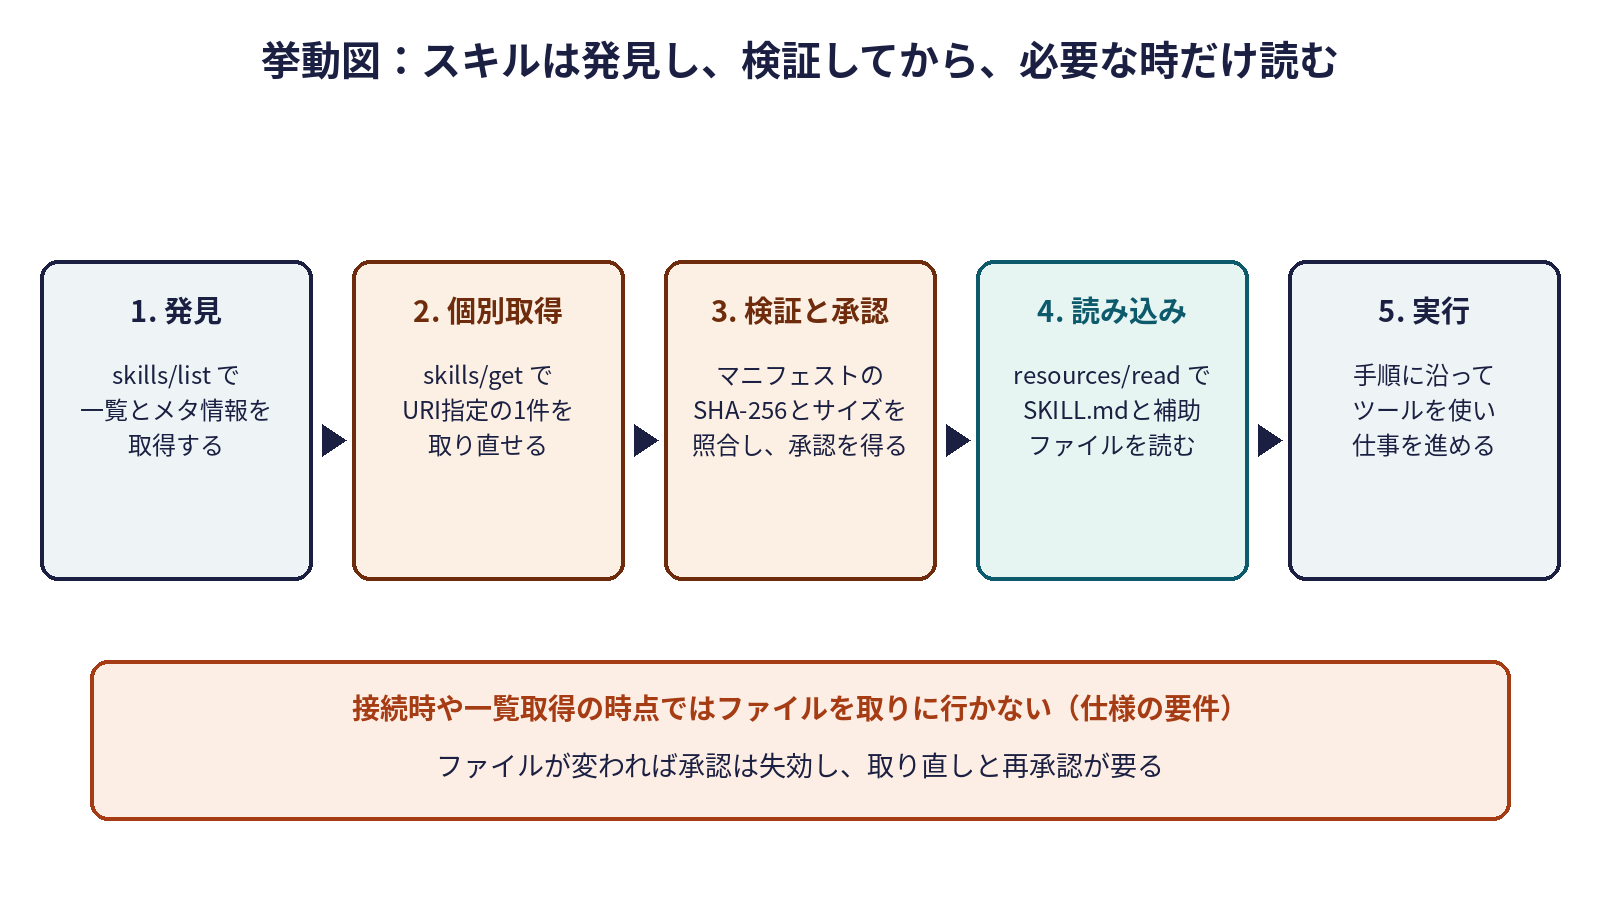 挙動図：スキルは発見し、検証してから、必要な時だけ読む
1. 発見
skills/list で
一覧とメタ情報を
取得する
2. 個別取得
skills/get で
URI指定の1件を
取り直せる
3. 検証と承認
マニフェストの
SHA-256とサイズを
照合し、承認を得る
4. 読み込み
resources/read で
SKILL.mdと補助
ファイルを読む
5. 実行
手順に沿って
ツールを使い
仕事を進める
接続時や一覧取得の時点ではファイルを取りに行かない（仕様の要件）
ファイルが変われば承認は失効し、取り直しと再承認が要る